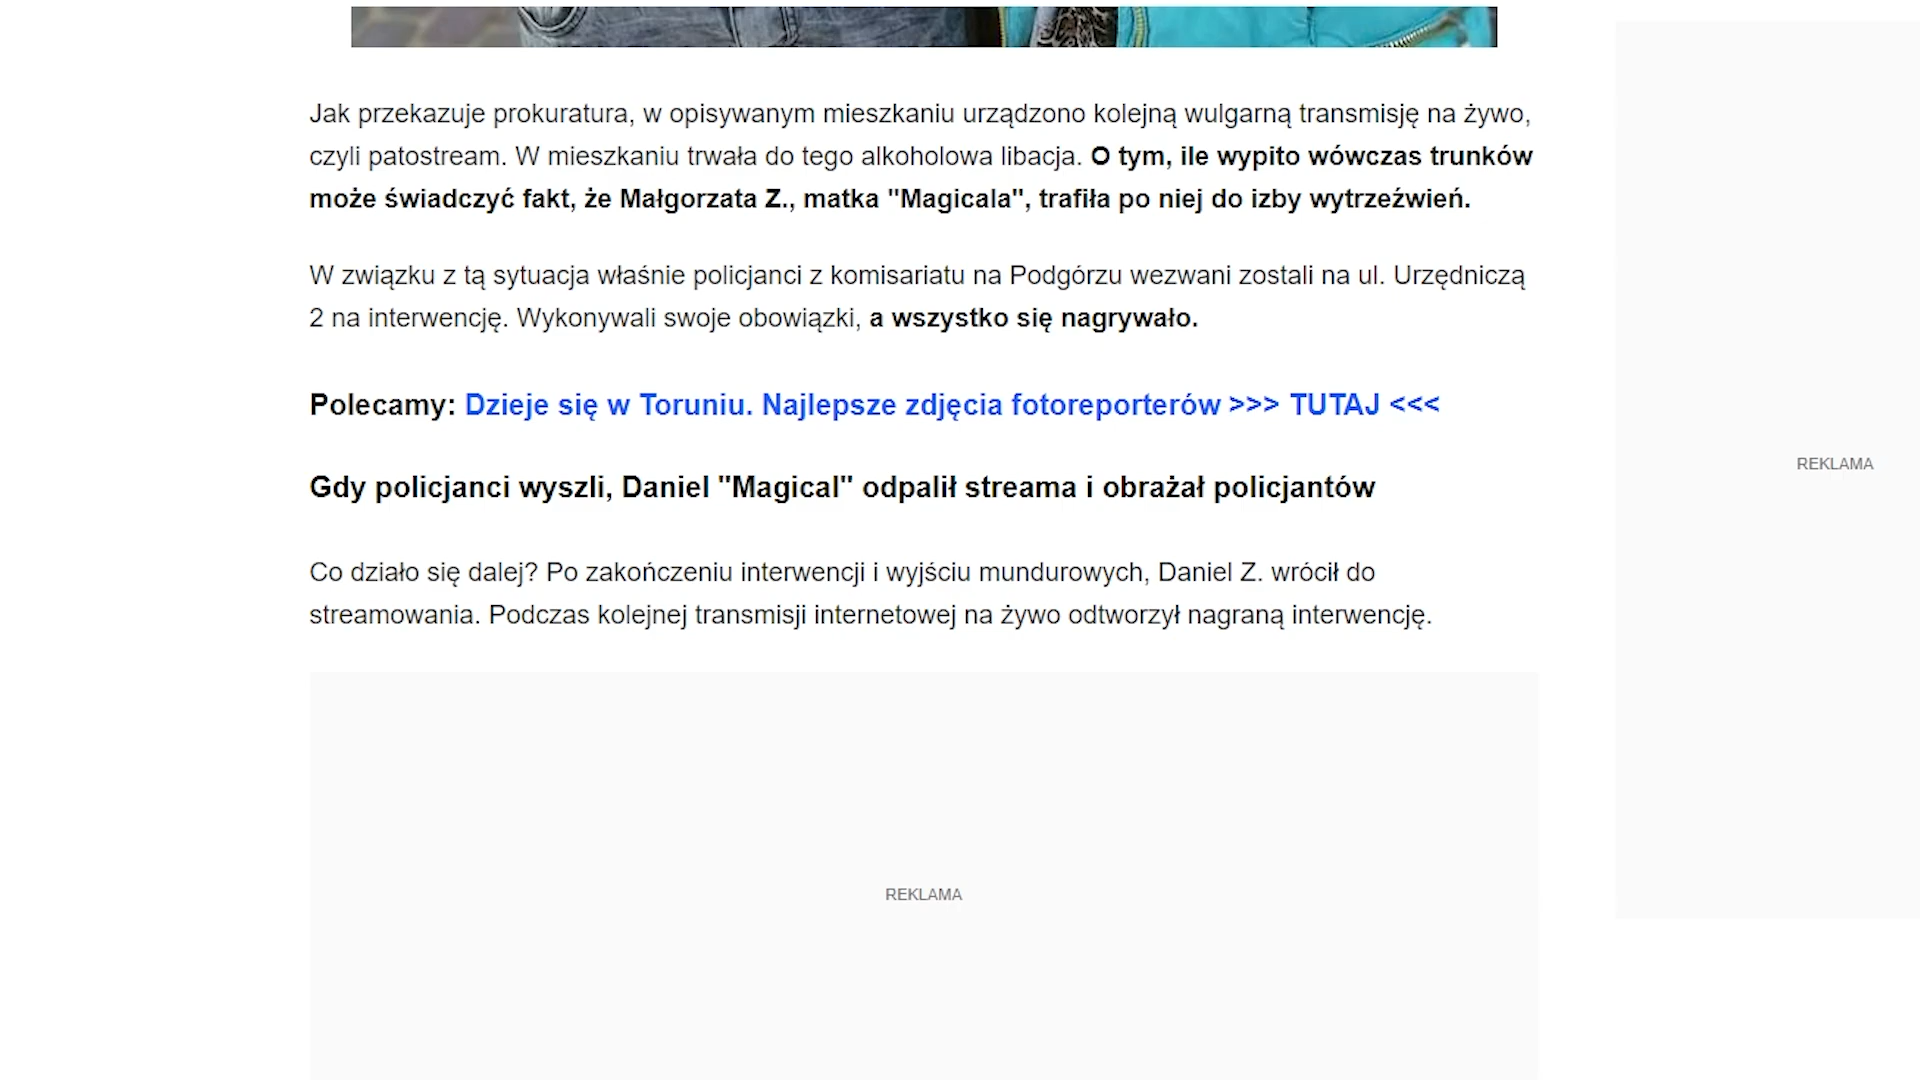 Jak przekazuje prokuratura, w opisywanym mieszkaniu urządzono kolejną wulgarną transmisję na żywo,
czyli patostream. W mieszkaniu trwała do tego alkoholowa libacja. O tym, ile wypito wówczas trunków
może świadczyć fakt, że Małgorzata Z., matka "Magicala", trafiła po niej do izby wytrzeźwień.
W związku z tą sytuacja właśnie policjanci z komisariatu na Podgórzu wezwani zostali na ul. Urzędniczą
2 na interwencję. Wykonywali swoje obowiązki, a wszystko się nagrywało.
Polecamy: Dzieje się w Toruniu. Najlepsze zdjęcia fotoreporterów >>> TUTAJ <<<
REKLAMA
Gdy policjanci wyszli, Daniel "Magical" odpalił streama i obrażał policjantów
Co działo się dalej? Po zakończeniu interwencji i wyjściu mundurowych, Daniel Z. wrócił do
streamowania. Podczas kolejnej transmisji internetowej na żywo odtworzył nagraną interwencję.
REKLAMA